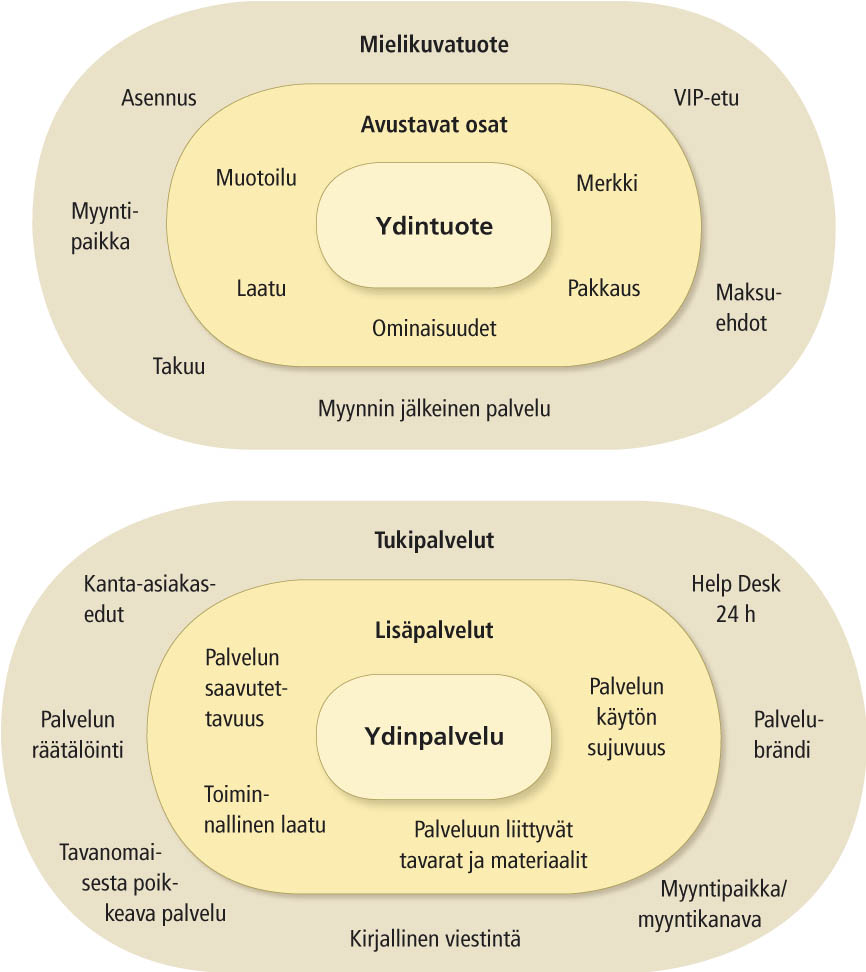 Mielikuvatuote
Asennus
VIP-etu
Avustavat osat
Muotoilu
Merkki
Myynti-
paikka
Ydintuote
Laatu
Pakkaus
Maksu-
ehdot
Ominaisuudet
Takuu
Myynnin jälkeinen palvelu
Tukipalvelut
Kanta-asiakas-
edut
Help Desk
24 h
Lisäpalvelut
Palvelun
saavutet-
tavuus
Palvelun
käytön
sujuvuus
Palvelun
räätälöinti
Ydinpalvelu
Palvelu-
brändi
Toimin-
nallinen laatu
Palveluun liittyvät
tavarat ja materiaalit
Tavanomai-
sesta poik-
keava palvelu
Myyntipaikka/
myyntikanava
Kirjallinen viestintä